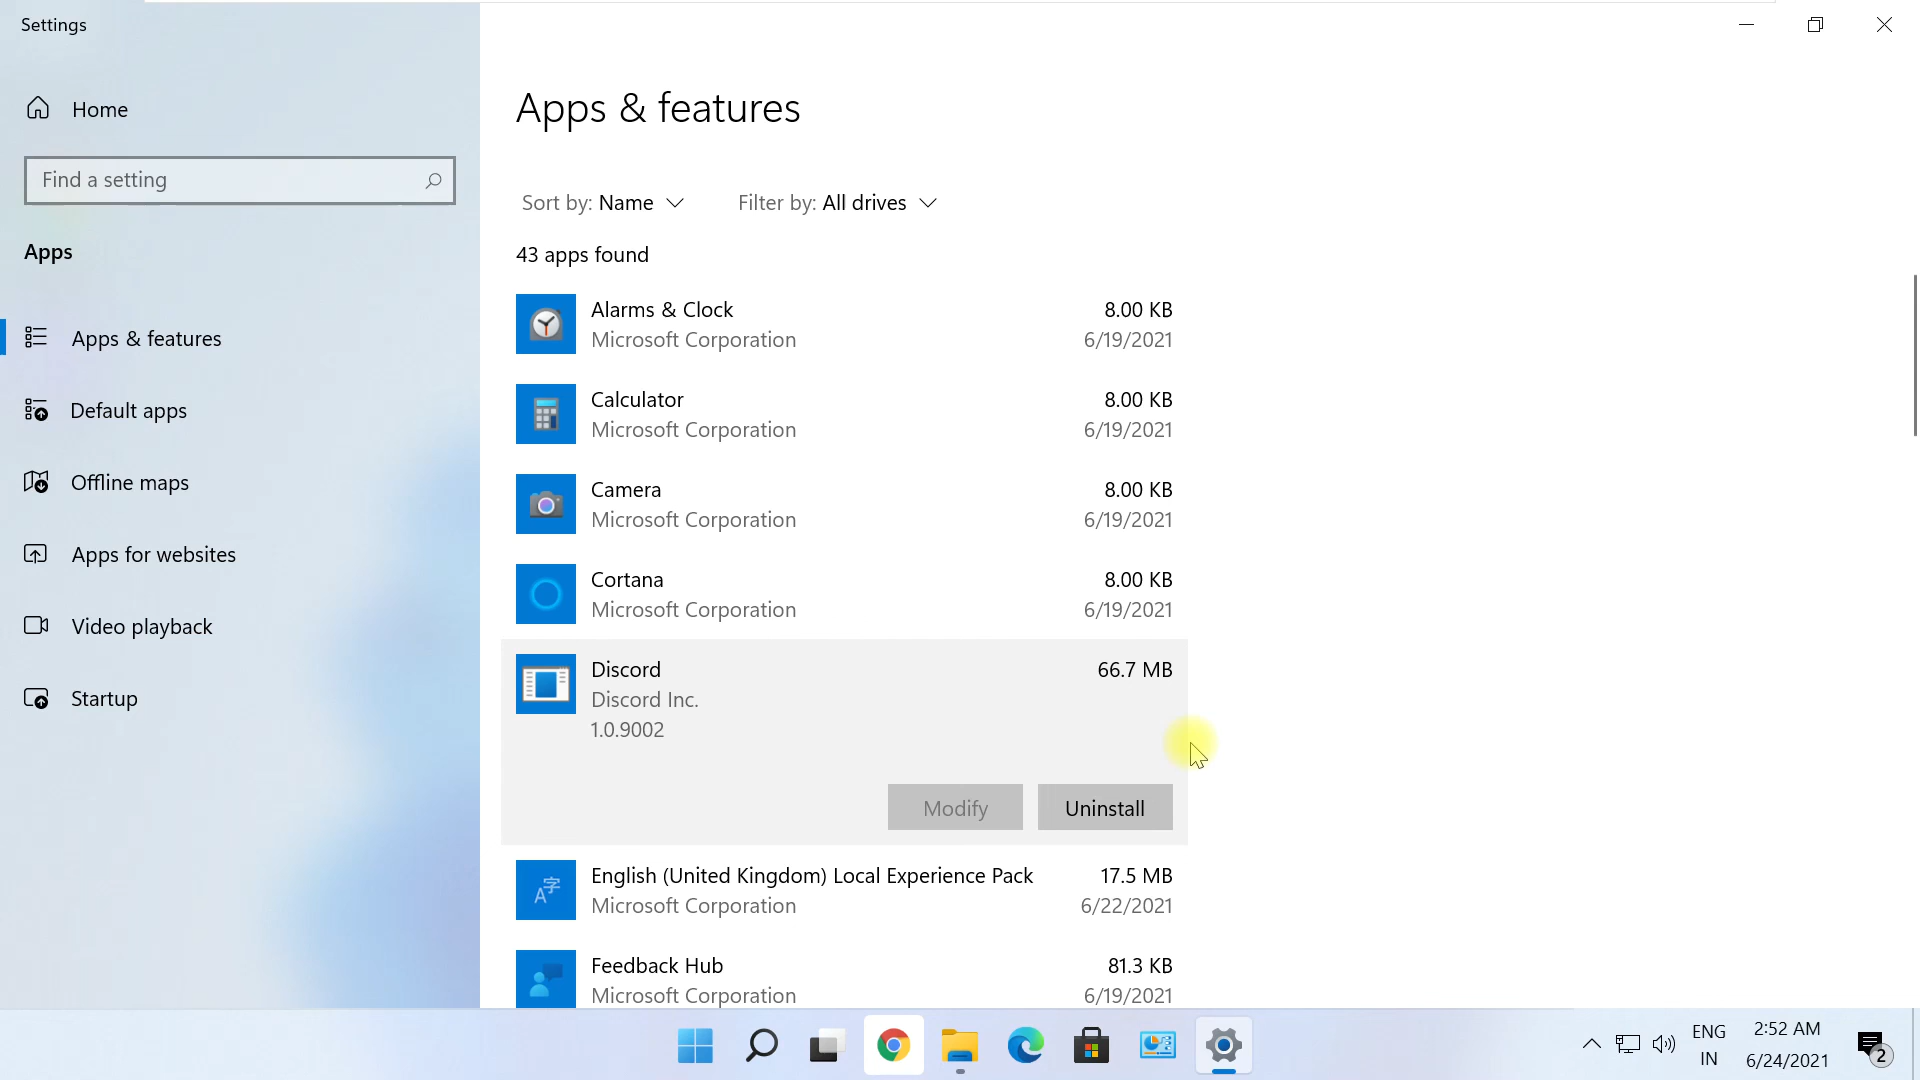 Settings
Home
Find a setting
Apps
Apps & features
Default apps
Offline maps
Apps for websites
Video playback
Startup
Apps & features
Sort by: Name
Filter by: All drives
43 apps found
Alarms & Clock 8.00 KB
Microsoft Corporation 6/19/2021
Calculator 8.00 KB
Microsoft Corporation 6/19/2021
Camera 8.00 KB
Microsoft Corporation 6/19/2021
Cortana 8.00 KB
Microsoft Corporation 6/19/2021
Discord 66.7 MB
Discord Inc.
1.0.9002
Modify Uninstall
English (United Kingdom) Local Experience Pack 17.5 MB
Microsoft Corporation 6/22/2021
Feedback Hub 81.3 KB
Microsoft Corporation 6/19/2021
ENG
IN
2:52 AM
6/24/2021
2